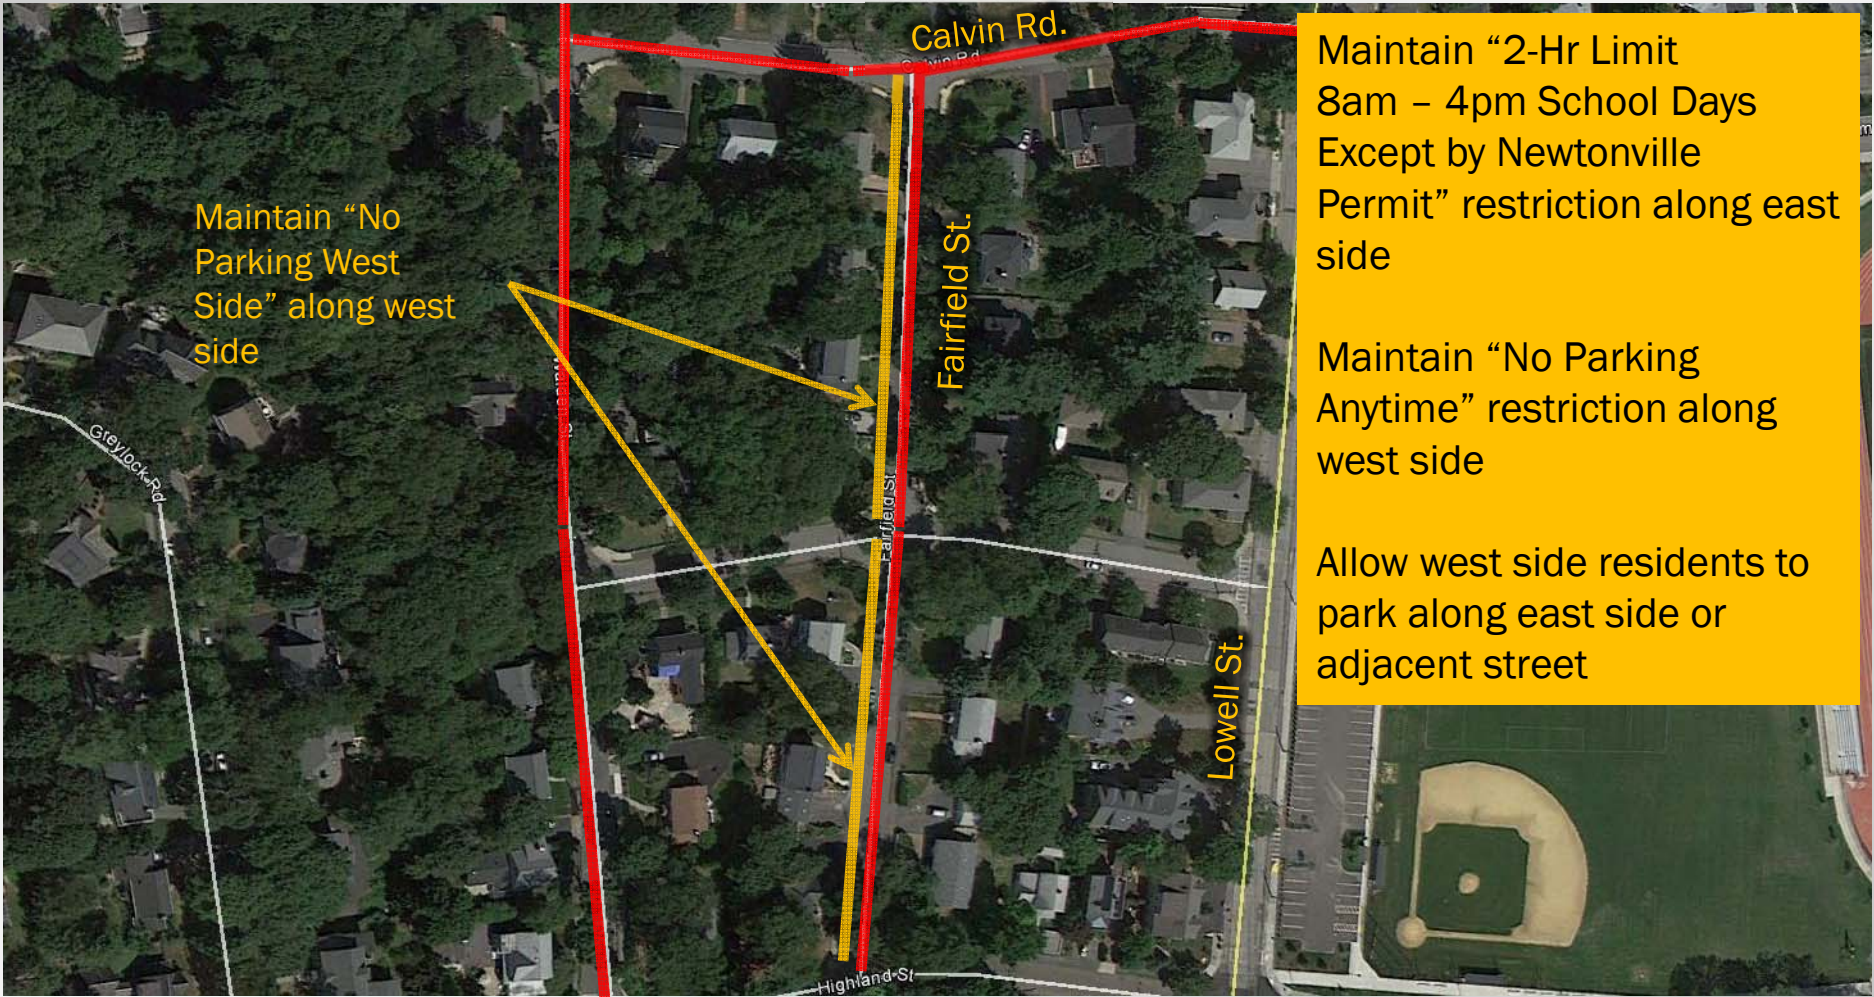 Calvin Rd.
Calvin Rd
Maintain “2-Hr Limit
8am – 4pm School Days
Except by Newtonville
Permit” restriction along east
side
Maintain “No Parking
Anytime” restriction along
west side
Allow west side residents to
park along east side or
adjacent street
Maintain “No
Parking West
Side” along west
side
Fairfield St.
Greylock Rd
Fairfield St
Lowell St.
Highland St